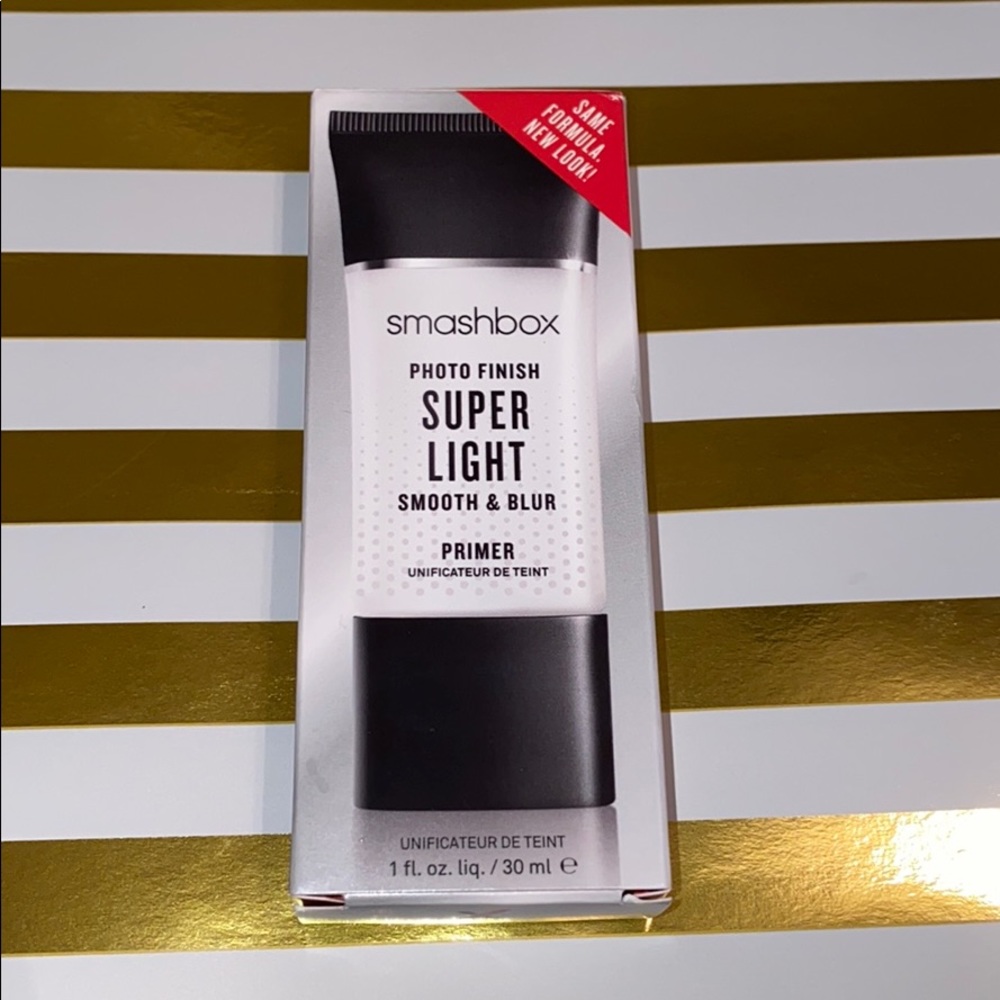 SAME
FORMULA.
NEW LOOK!
smashbox
PHOTO FINISH
SUPER
LIGHT
SMOOTH & BLUR
PRIMER
UNIFICATEUR DE TEINT
UNIFICATEUR DE TEINT
1 fl. oz. liq. / 30 ml ℮